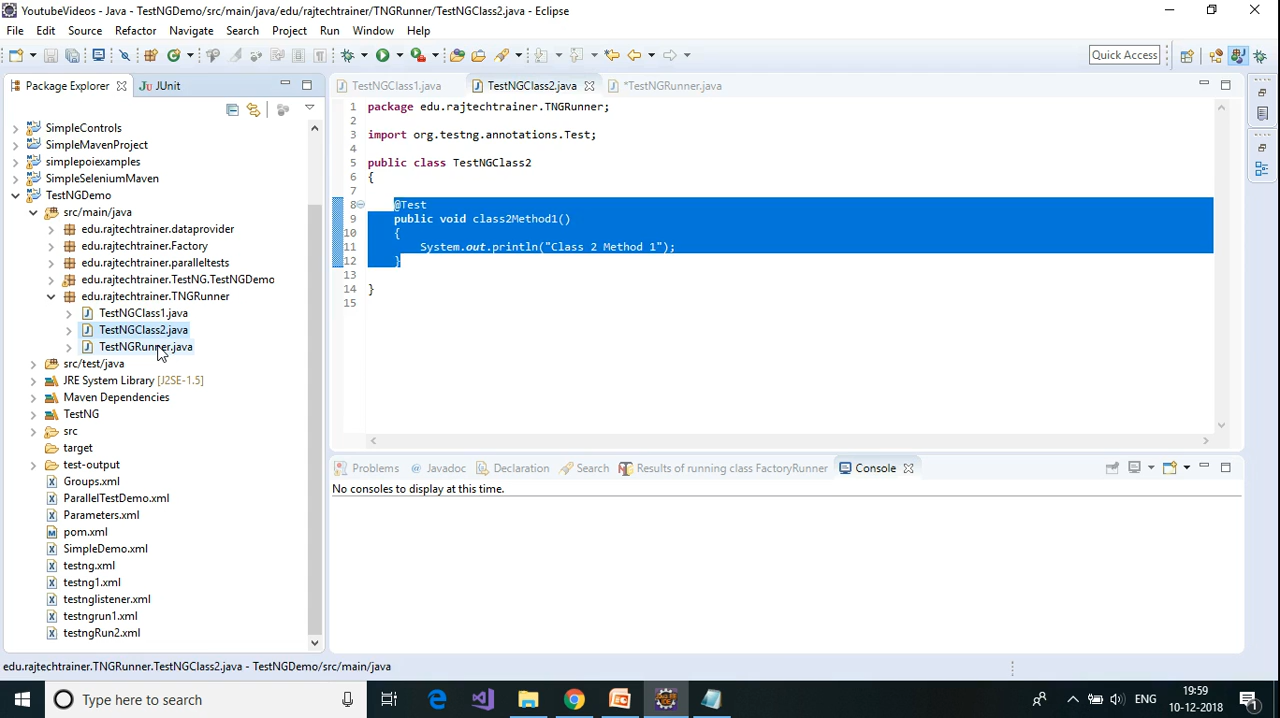 YoutubeVideos - Java - TestNGDemo/src/main/java/edu/rajtechtrainer/TNGRunner/TestNGClass2.java - Eclipse
File Edit Source Refactor Navigate Search Project Run Window Help
Quick Access
Package Explorer JUnit
SimpleControls
SimpleMavenProject
simplepoiexamples
SimpleSeleniumMaven
TestNGDemo
src/main/java
edu.rajtechtrainer.dataprovider
edu.rajtechtrainer.Factory
edu.rajtechtrainer.paralleltests
edu.rajtechtrainer.TestNG.TestNGDemo
edu.rajtechtrainer.TNGRunner
TestNGClass1.java
TestNGClass2.java
TestNGRunner.java
src/test/java
JRE System Library [J2SE-1.5]
Maven Dependencies
TestNG
src
target
test-output
Groups.xml
ParallelTestDemo.xml
Parameters.xml
pom.xml
SimpleDemo.xml
testng.xml
testng1.xml
testnglistener.xml
testngrun1.xml
testngRun2.xml
TestNGClass1.java TestNGClass2.java *TestNGRunner.java
1 package edu.rajtechtrainer.TNGRunner;
2
3 import org.testng.annotations.Test;
4
5 public class TestNGClass2
6 {
7
8 @Test
9 public void class2Method1()
10 {
11 System.out.println("Class 2 Method 1");
12 }
13
14 }
15
Problems @ Javadoc Declaration Search Results of running class FactoryRunner Console
No consoles to display at this time.
edu.rajtechtrainer.TNGRunner.TestNGClass2.java - TestNGDemo/src/main/java
Type here to search
ENG
19:59
10-12-2018
1